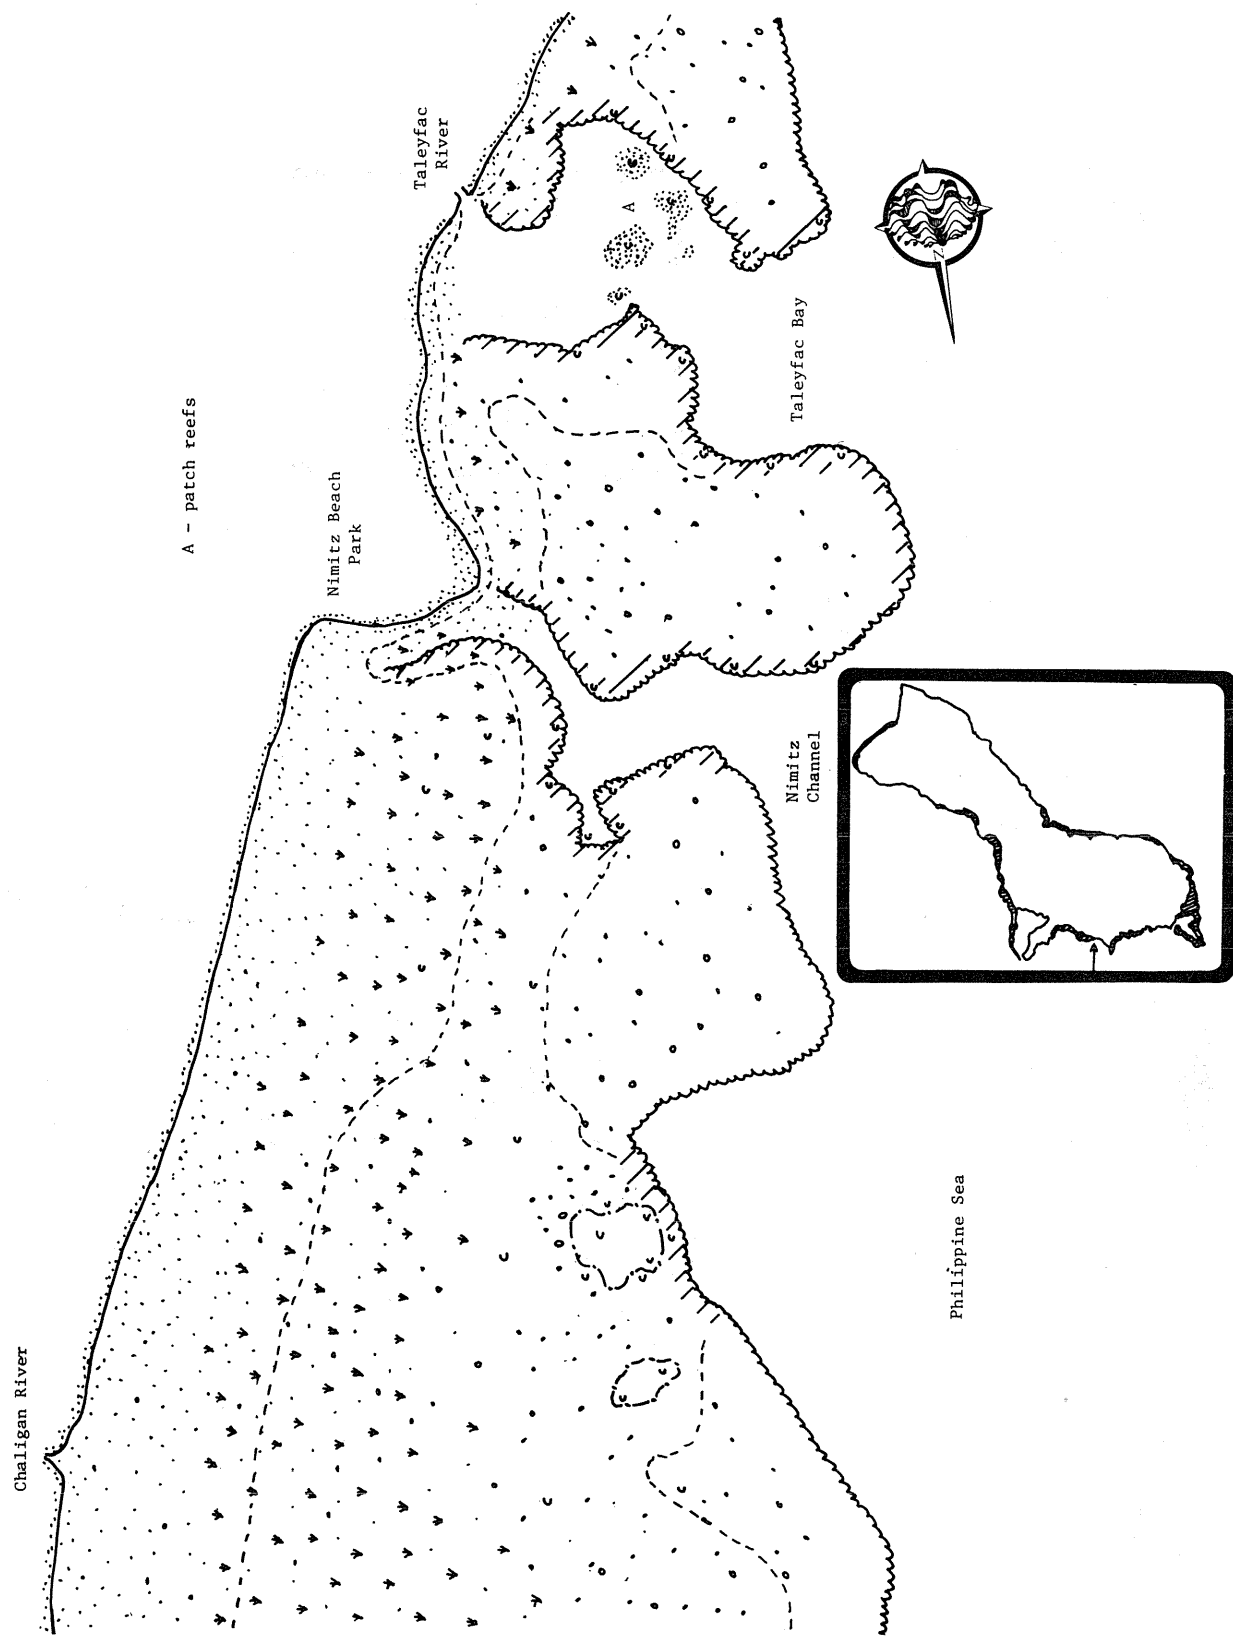 Chaligan River
A - patch reefs
Nimitz Beach
Park
Taleyfac
River
A
Taleyfac Bay
Nimitz
Channel
Philippine Sea
N